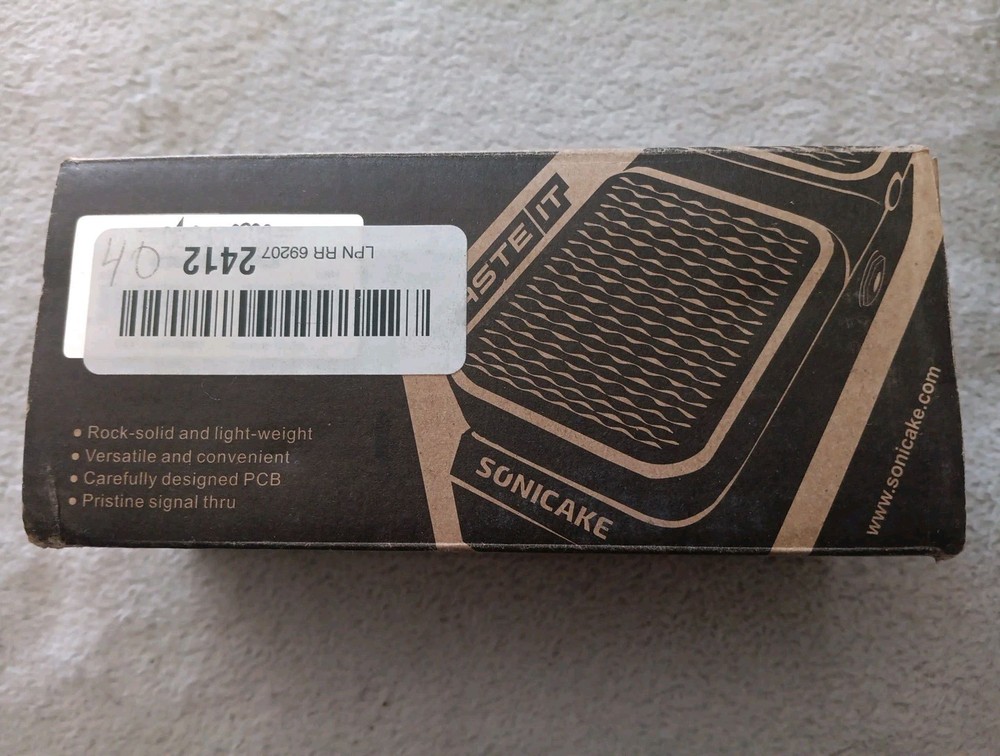 40
LPN RR 69207 2412
ASTE IT
SONICAKE
• Rock-solid and light-weight
• Versatile and convenient
• Carefully designed PCB
• Pristine signal thru
www.sonicake.com